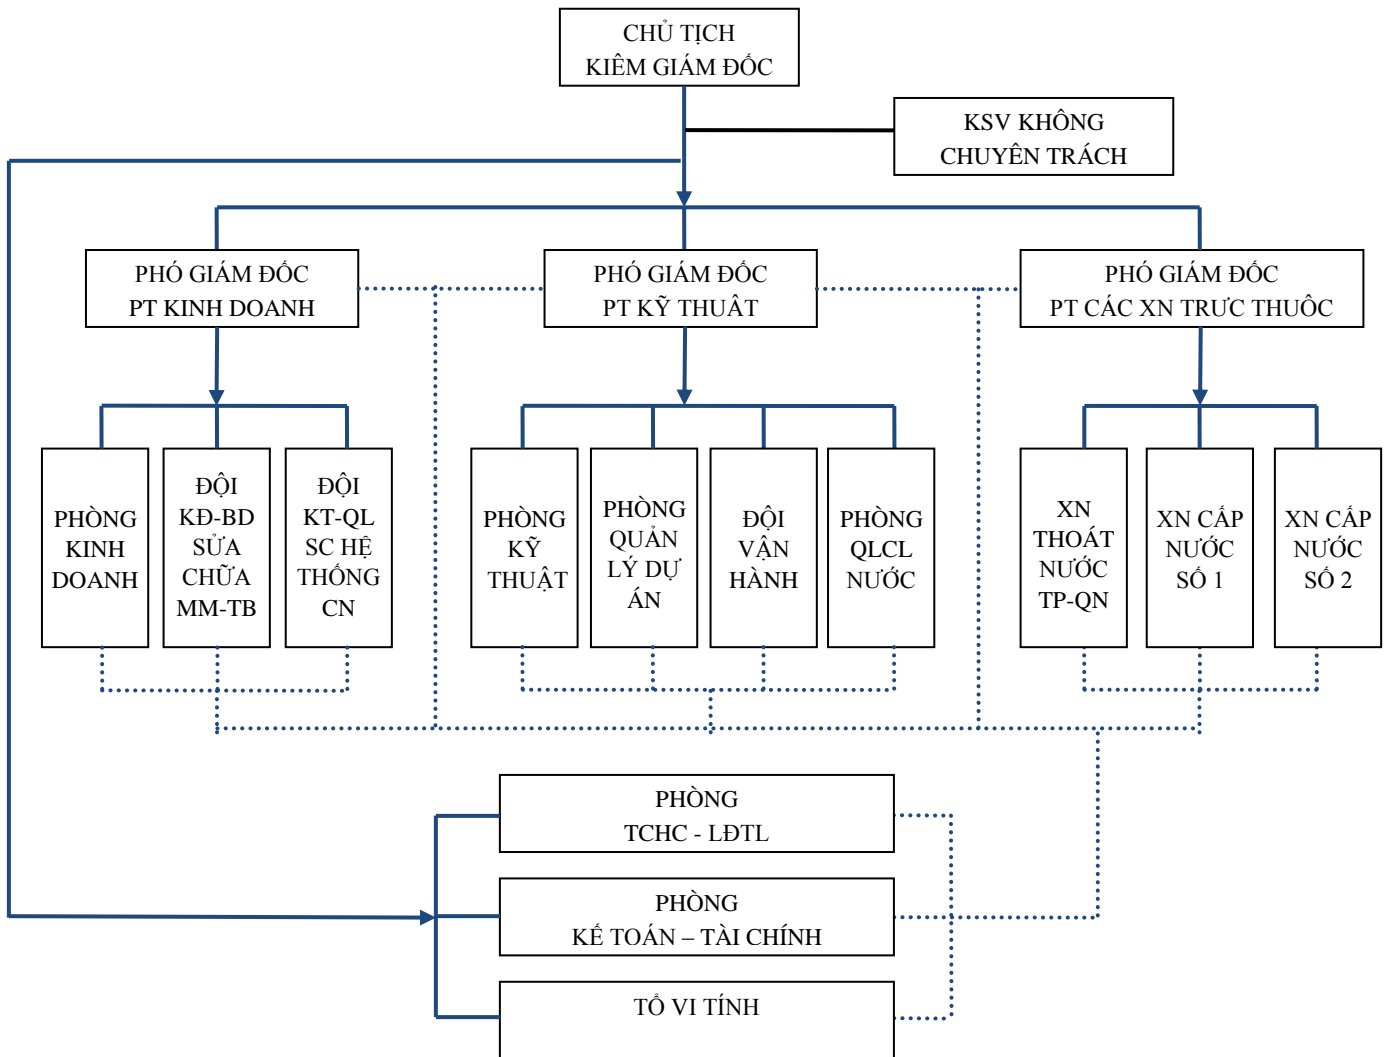 CHỦ TỊCH
KIÊM GIÁM ĐỐC
KSV KHÔNG
CHUYÊN TRÁCH
PHÓ GIÁM ĐỐC
PT KINH DOANH
PHÓ GIÁM ĐỐC
PT KỸ THUÂT
PHÓ GIÁM ĐỐC
PT CÁC XN TRƯC THUÔC
PHÒNG
KINH
DOANH
ĐỘI
KĐ-BD
SỬA
CHỮA
MM-TB
ĐỘI
KT-QL
SC HỆ
THỐNG
CN
PHÒNG
KỸ
THUẬT
PHÒNG
QUẢN
LÝ DỰ
ÁN
ĐỘI
VẬN
HÀNH
PHÒNG
QLCL
NƯỚC
XN
THOÁT
NƯỚC
TP-QN
XN CẤP
NƯỚC
SỐ 1
XN CẤP
NƯỚC
SỐ 2
PHÒNG
TCHC - LĐTL
PHÒNG
KẾ TOÁN – TÀI CHÍNH
TỔ VI TÍNH